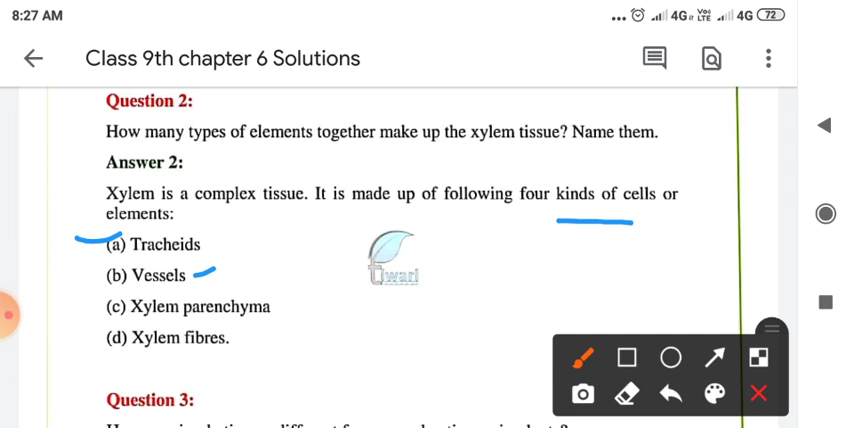 8:27 AM
4G VoLTE 4G 72
Class 9th chapter 6 Solutions
Question 2:
How many types of elements together make up the xylem tissue? Name them.
Answer 2:
Xylem is a complex tissue. It is made up of following four kinds of cells or
elements:
(a) Tracheids
tiwari
(b) Vessels
(c) Xylem parenchyma
(d) Xylem fibres.
Question 3: